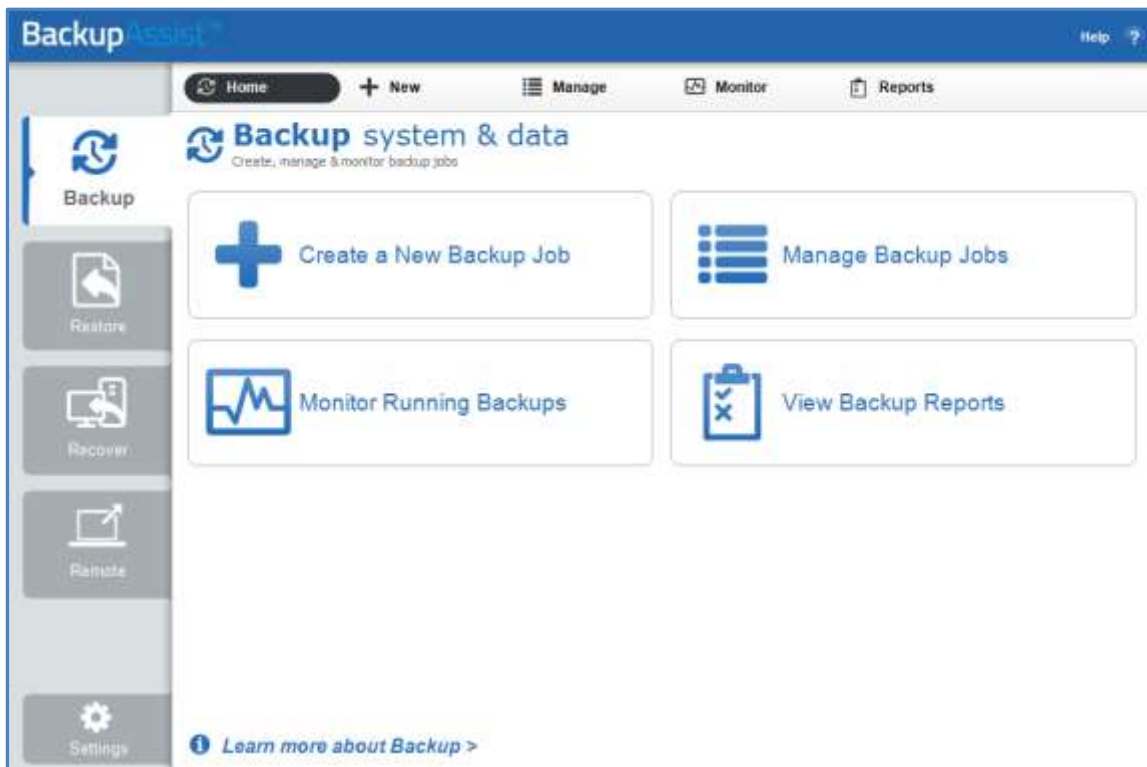 BackupAssist™
Help ?
Home
New
Manage
Monitor
Reports
Backup system & data
Create, manage & monitor backup jobs
Backup
Restore
Recover
Remote
Settings
Create a New Backup Job
Manage Backup Jobs
Monitor Running Backups
View Backup Reports
Learn more about Backup >